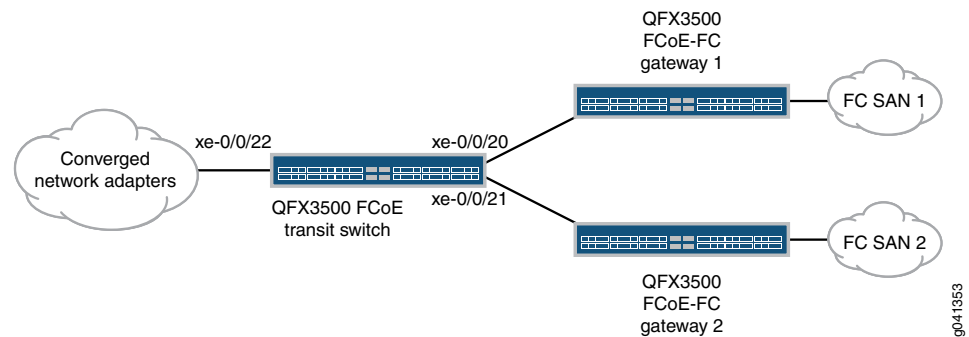 QFX3500
FCoE-FC
gateway 1
FC SAN 1
xe-0/0/22
xe-0/0/20
Converged
network adapters
xe-0/0/21
QFX3500 FCoE
transit switch
FC SAN 2
QFX3500
FCoE-FC
gateway 2
g041353